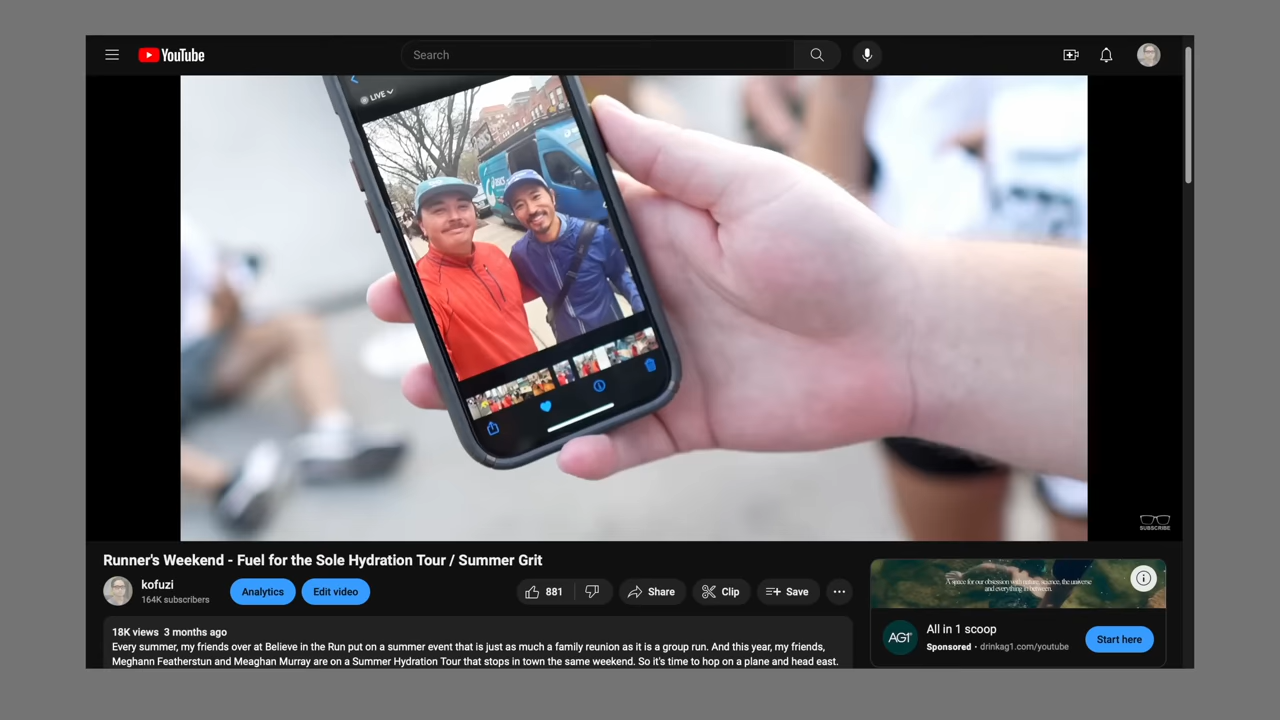 YouTube
Search
LIVE
asics
SUBSCRIBE
Runner's Weekend - Fuel for the Sole Hydration Tour / Summer Grit
kofuzi
164K subscribers
Analytics
Edit video
881
Share
Clip
Save
18K views 3 months ago
Every summer, my friends over at Believe in the Run put on a summer event that is just as much a family reunion as it is a group run. And this year, my friends,
Meghann Featherstun and Meaghan Murray are on a Summer Hydration Tour that stops in town the same weekend. So it's time to hop on a plane and head east.
A space for our obsession with nature, science, the universe
and everything in between.
AG1
All in 1 scoop
Sponsored · drinkag1.com/youtube
Start here